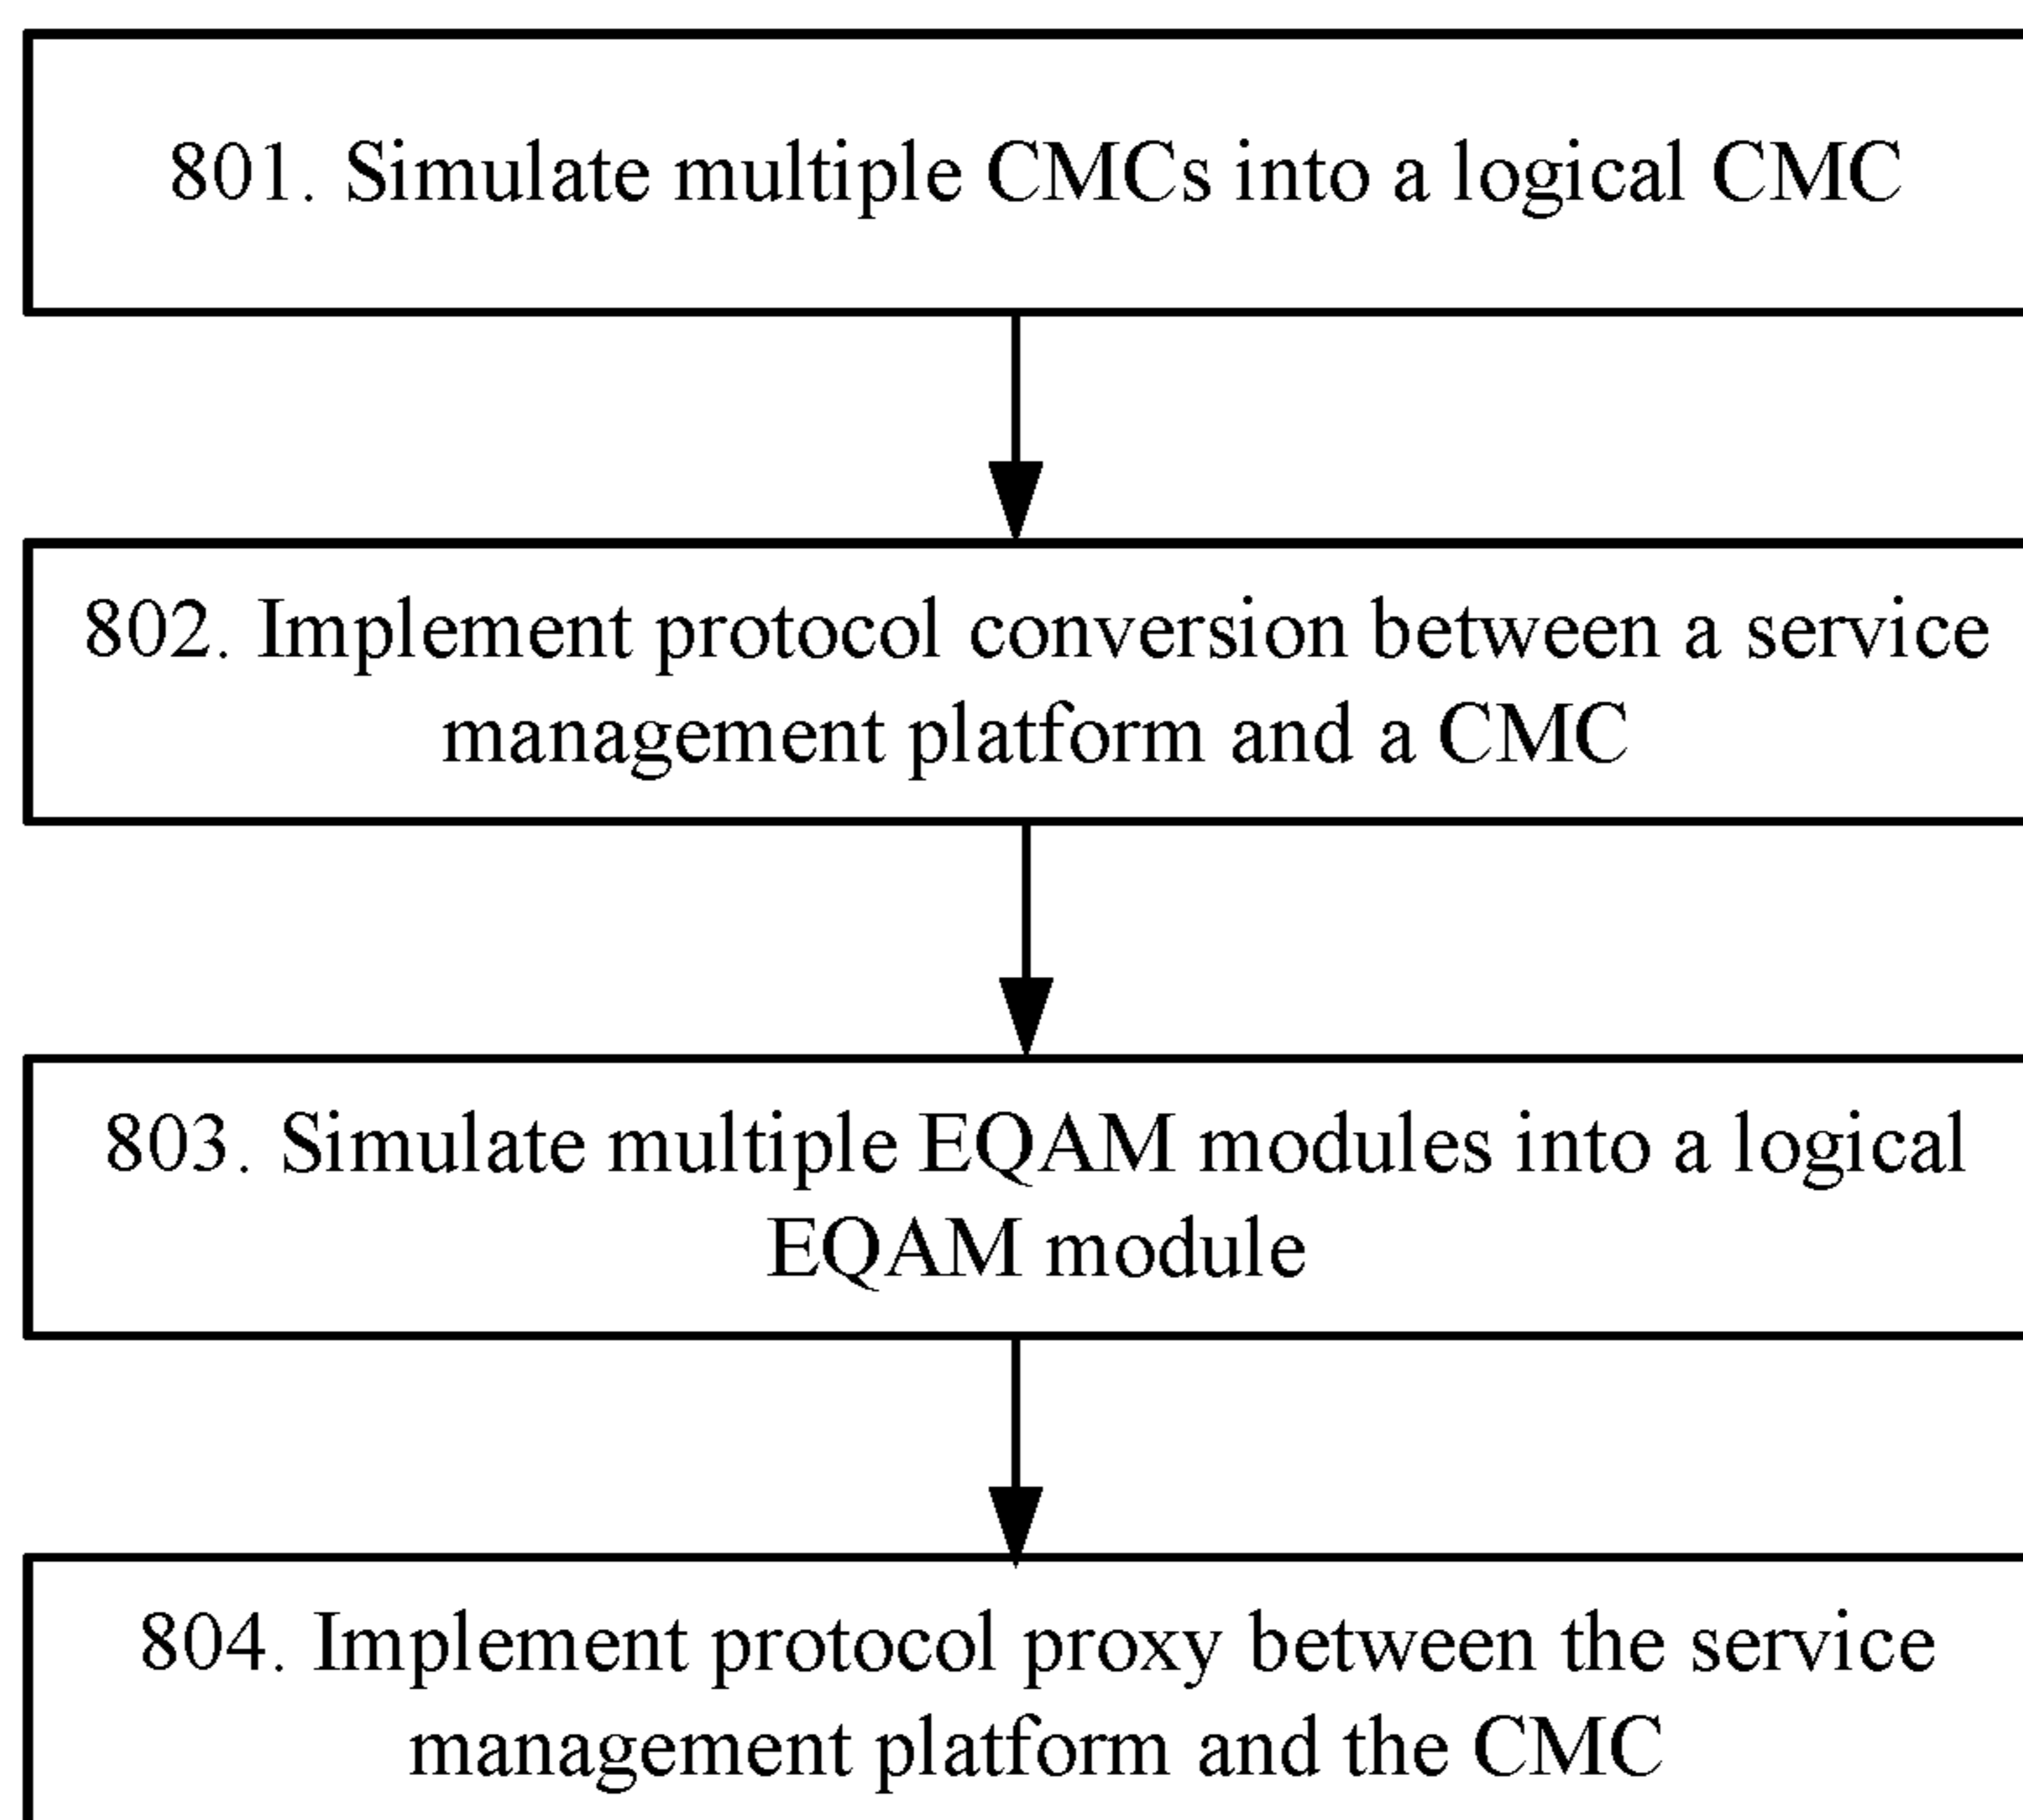 801. Simulate multiple CMCs into a logical CMC
802. Implement protocol conversion between a service
management platform and a CMC
803. Simulate multiple EQAM modules into a logical
EQAM module
804. Implement protocol proxy between the service
management platform and the CMC